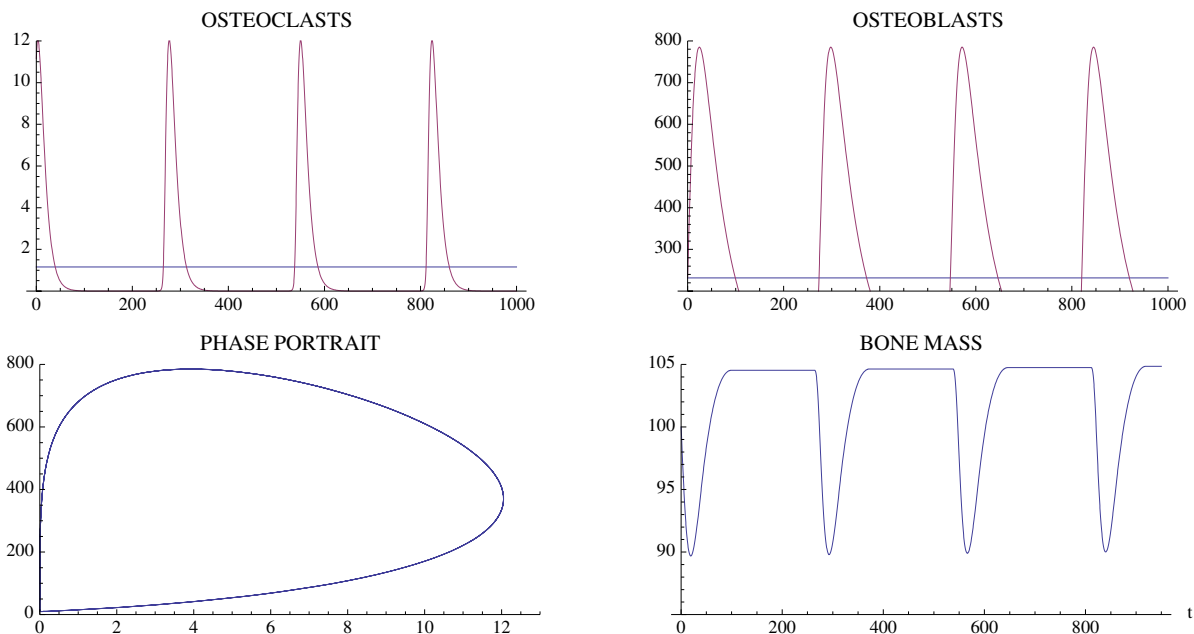 OSTEOCLASTS
12
10
8
6
4
2
0 200 400 600 800 1000
OSTEOBLASTS
800
700
600
500
400
300
0 200 400 600 800 1000
PHASE PORTRAIT
800
600
400
200
0
0 2 4 6 8 10 12
BONE MASS
105
100
95
90
0 200 400 600 800
t